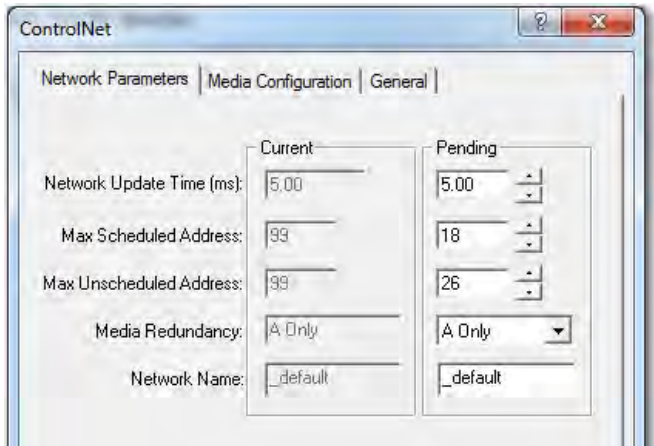 ControlNet
Network Parameters Media Configuration General
Current Pending
Network Update Time (ms): 5.00 5.00
Max Scheduled Address: 99 18
Max Unscheduled Address: 99 26
Media Redundancy: A Only A Only
Network Name: _default _default